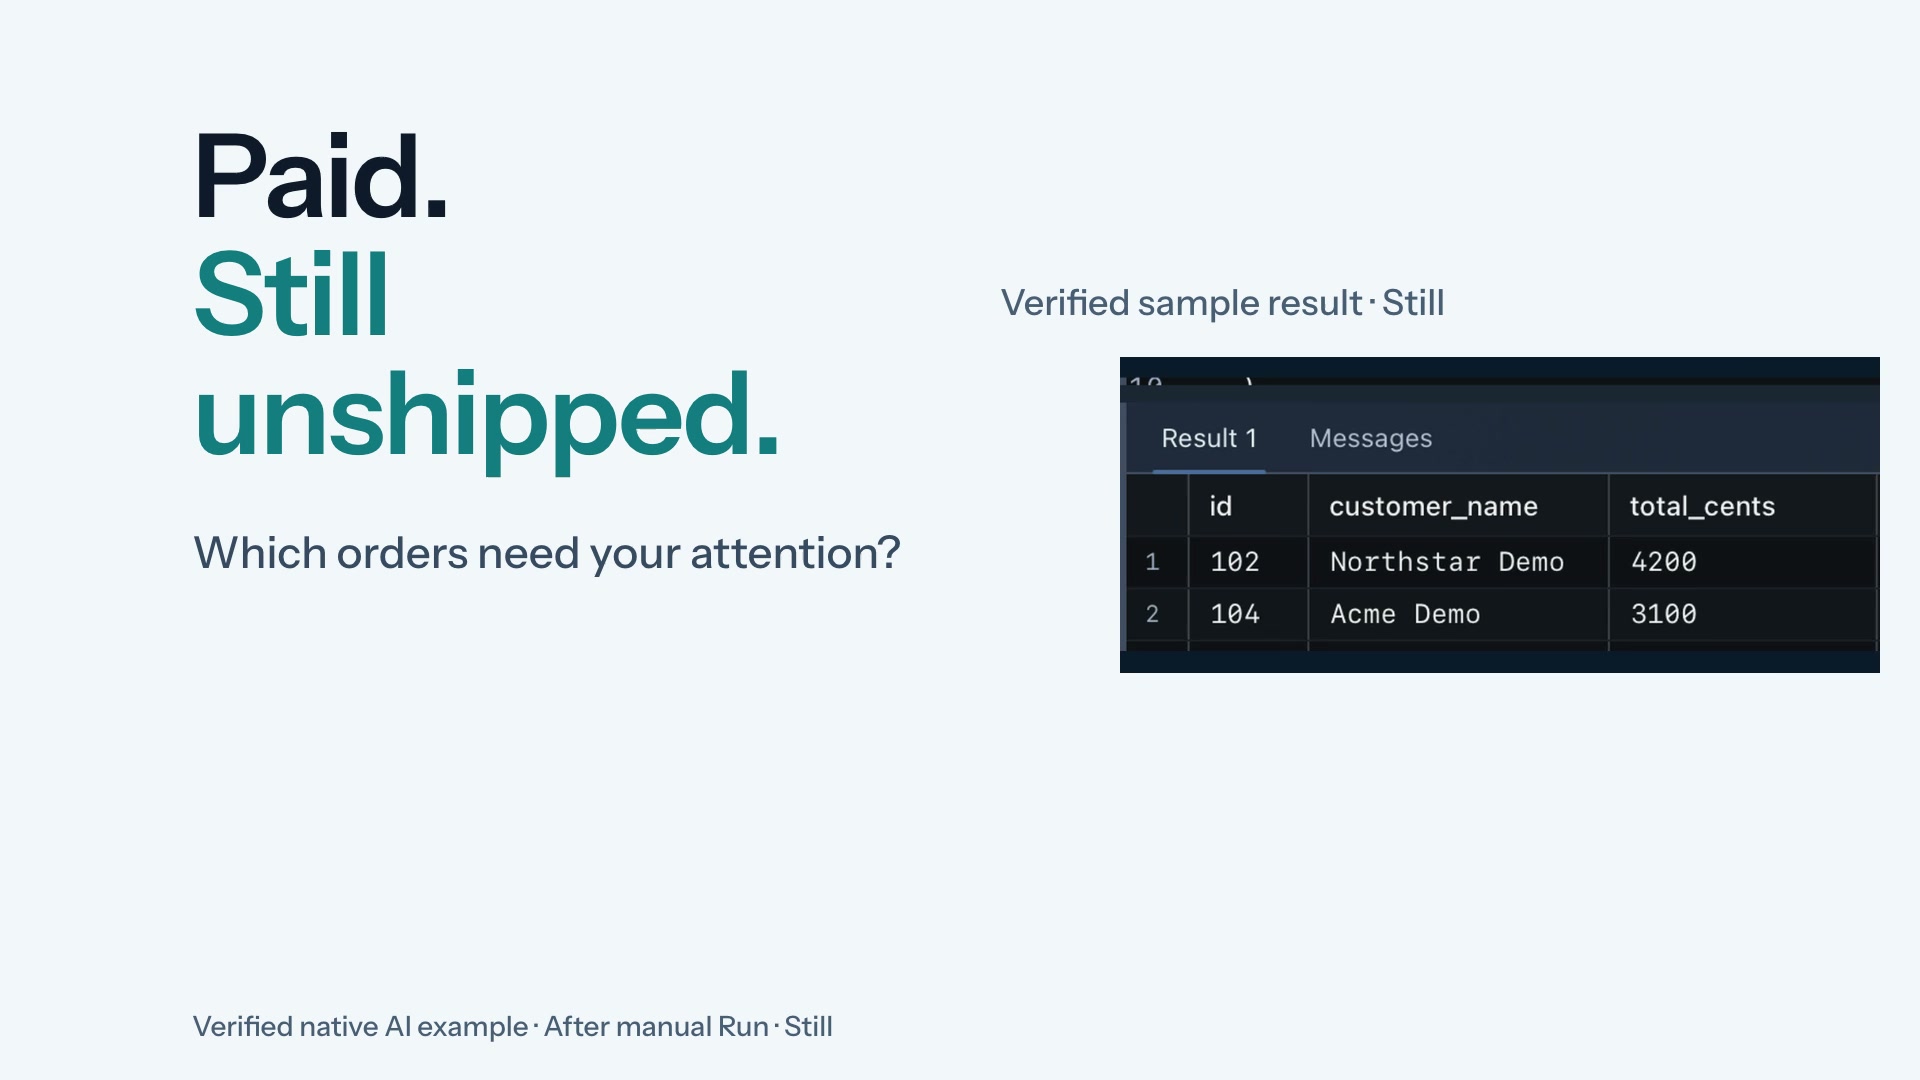 Paid.
Still
unshipped.
Which orders need your attention?
Verified sample result · Still
Result 1 Messages
id customer_name total_cents
1 102 Northstar Demo 4200
2 104 Acme Demo 3100
Verified native AI example · After manual Run · Still